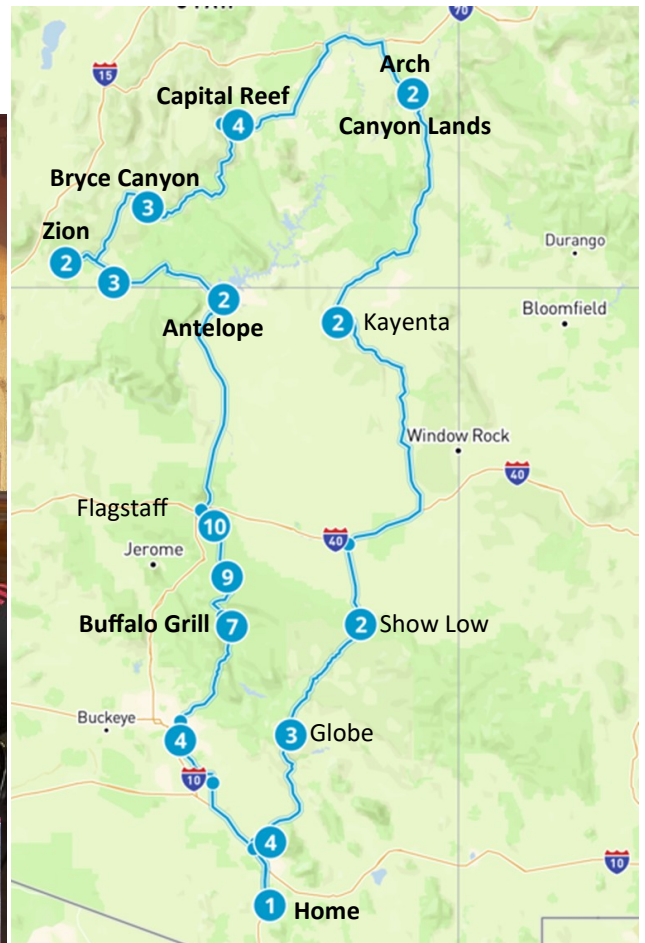 70
15
Arch
2
Capital Reef
4
Canyon Lands
Bryce Canyon
3
Zion
2
Durango
3
2
Antelope
Bloomfield
2 Kayenta
Window Rock
40
Flagstaff
10
40
Jerome
9
Buffalo Grill 7
2 Show Low
Buckeye
4
3 Globe
10
4
10
1 Home